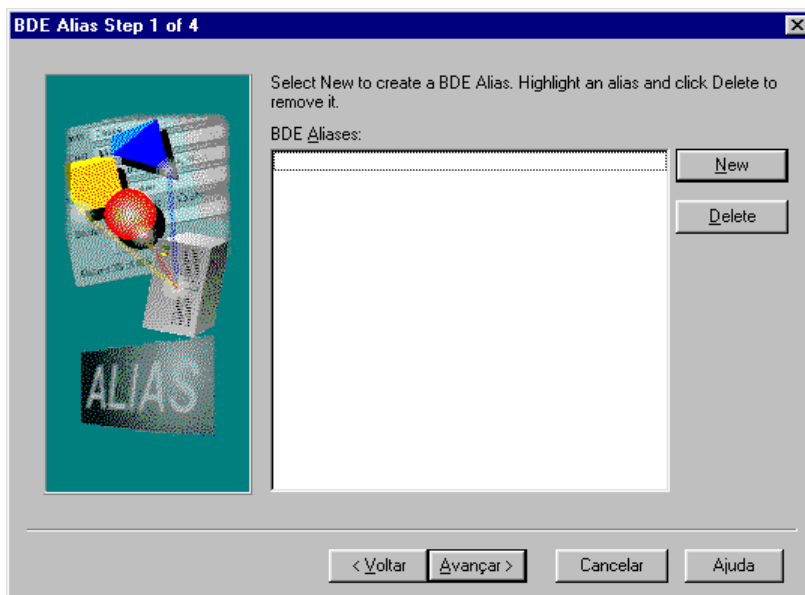 BDE Alias Step 1 of 4
Select New to create a BDE Alias. Highlight an alias and click Delete to
remove it.
BDE Aliases:
New
Delete
ALIAS
< Voltar
Avançar >
Cancelar
Ajuda